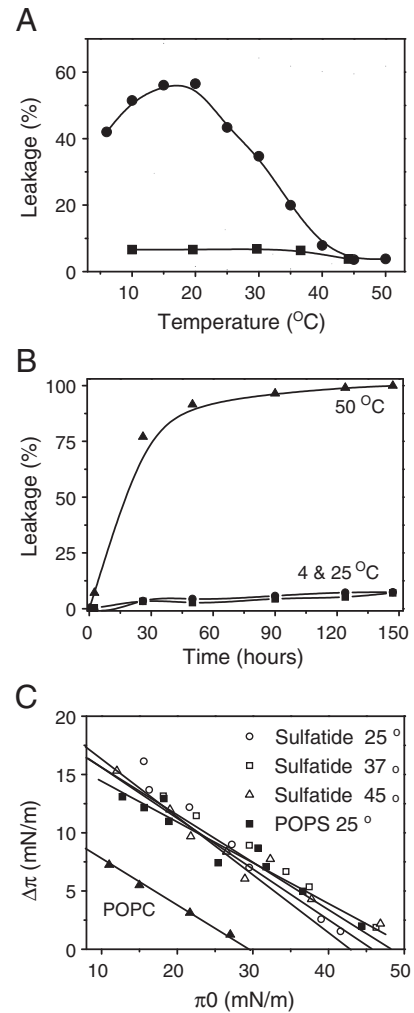 A
Leakage (%)
60
40
20
0
10
20
30
40
50
Temperature (°C)
B
Leakage (%)
100
75
50
25
0
50 °C
4 & 25 °C
0
30
60
90
120
150
Time (hours)
C
Δπ (mN/m)
20
15
10
5
0
Sulfatide 25 °
Sulfatide 37 °
Sulfatide 45 °
POPS 25 °
POPC
10
20
30
40
50
π0 (mN/m)